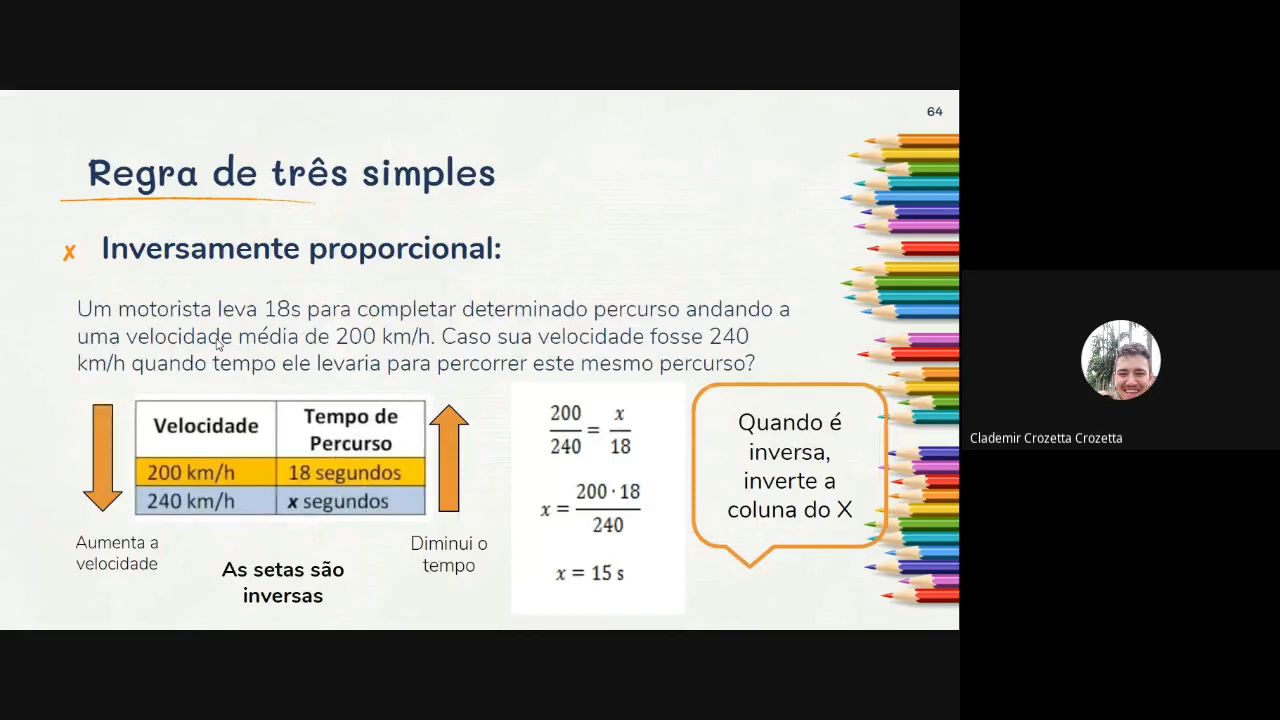 64
Regra de três simples
✗ Inversamente proporcional:
Um motorista leva 18s para completar determinado percurso andando a
uma velocidade média de 200 km/h. Caso sua velocidade fosse 240
km/h quando tempo ele levaria para percorrer este mesmo percurso?
Velocidade Tempo de
Percurso
200 km/h 18 segundos
240 km/h x segundos
Aumenta a
velocidade
As setas são
inversas
Diminui o
tempo
200/240 = x/18
x = 200 · 18/240
x = 15 s
Quando é
inversa,
inverte a
coluna do X
Clademir Crozetta Crozetta